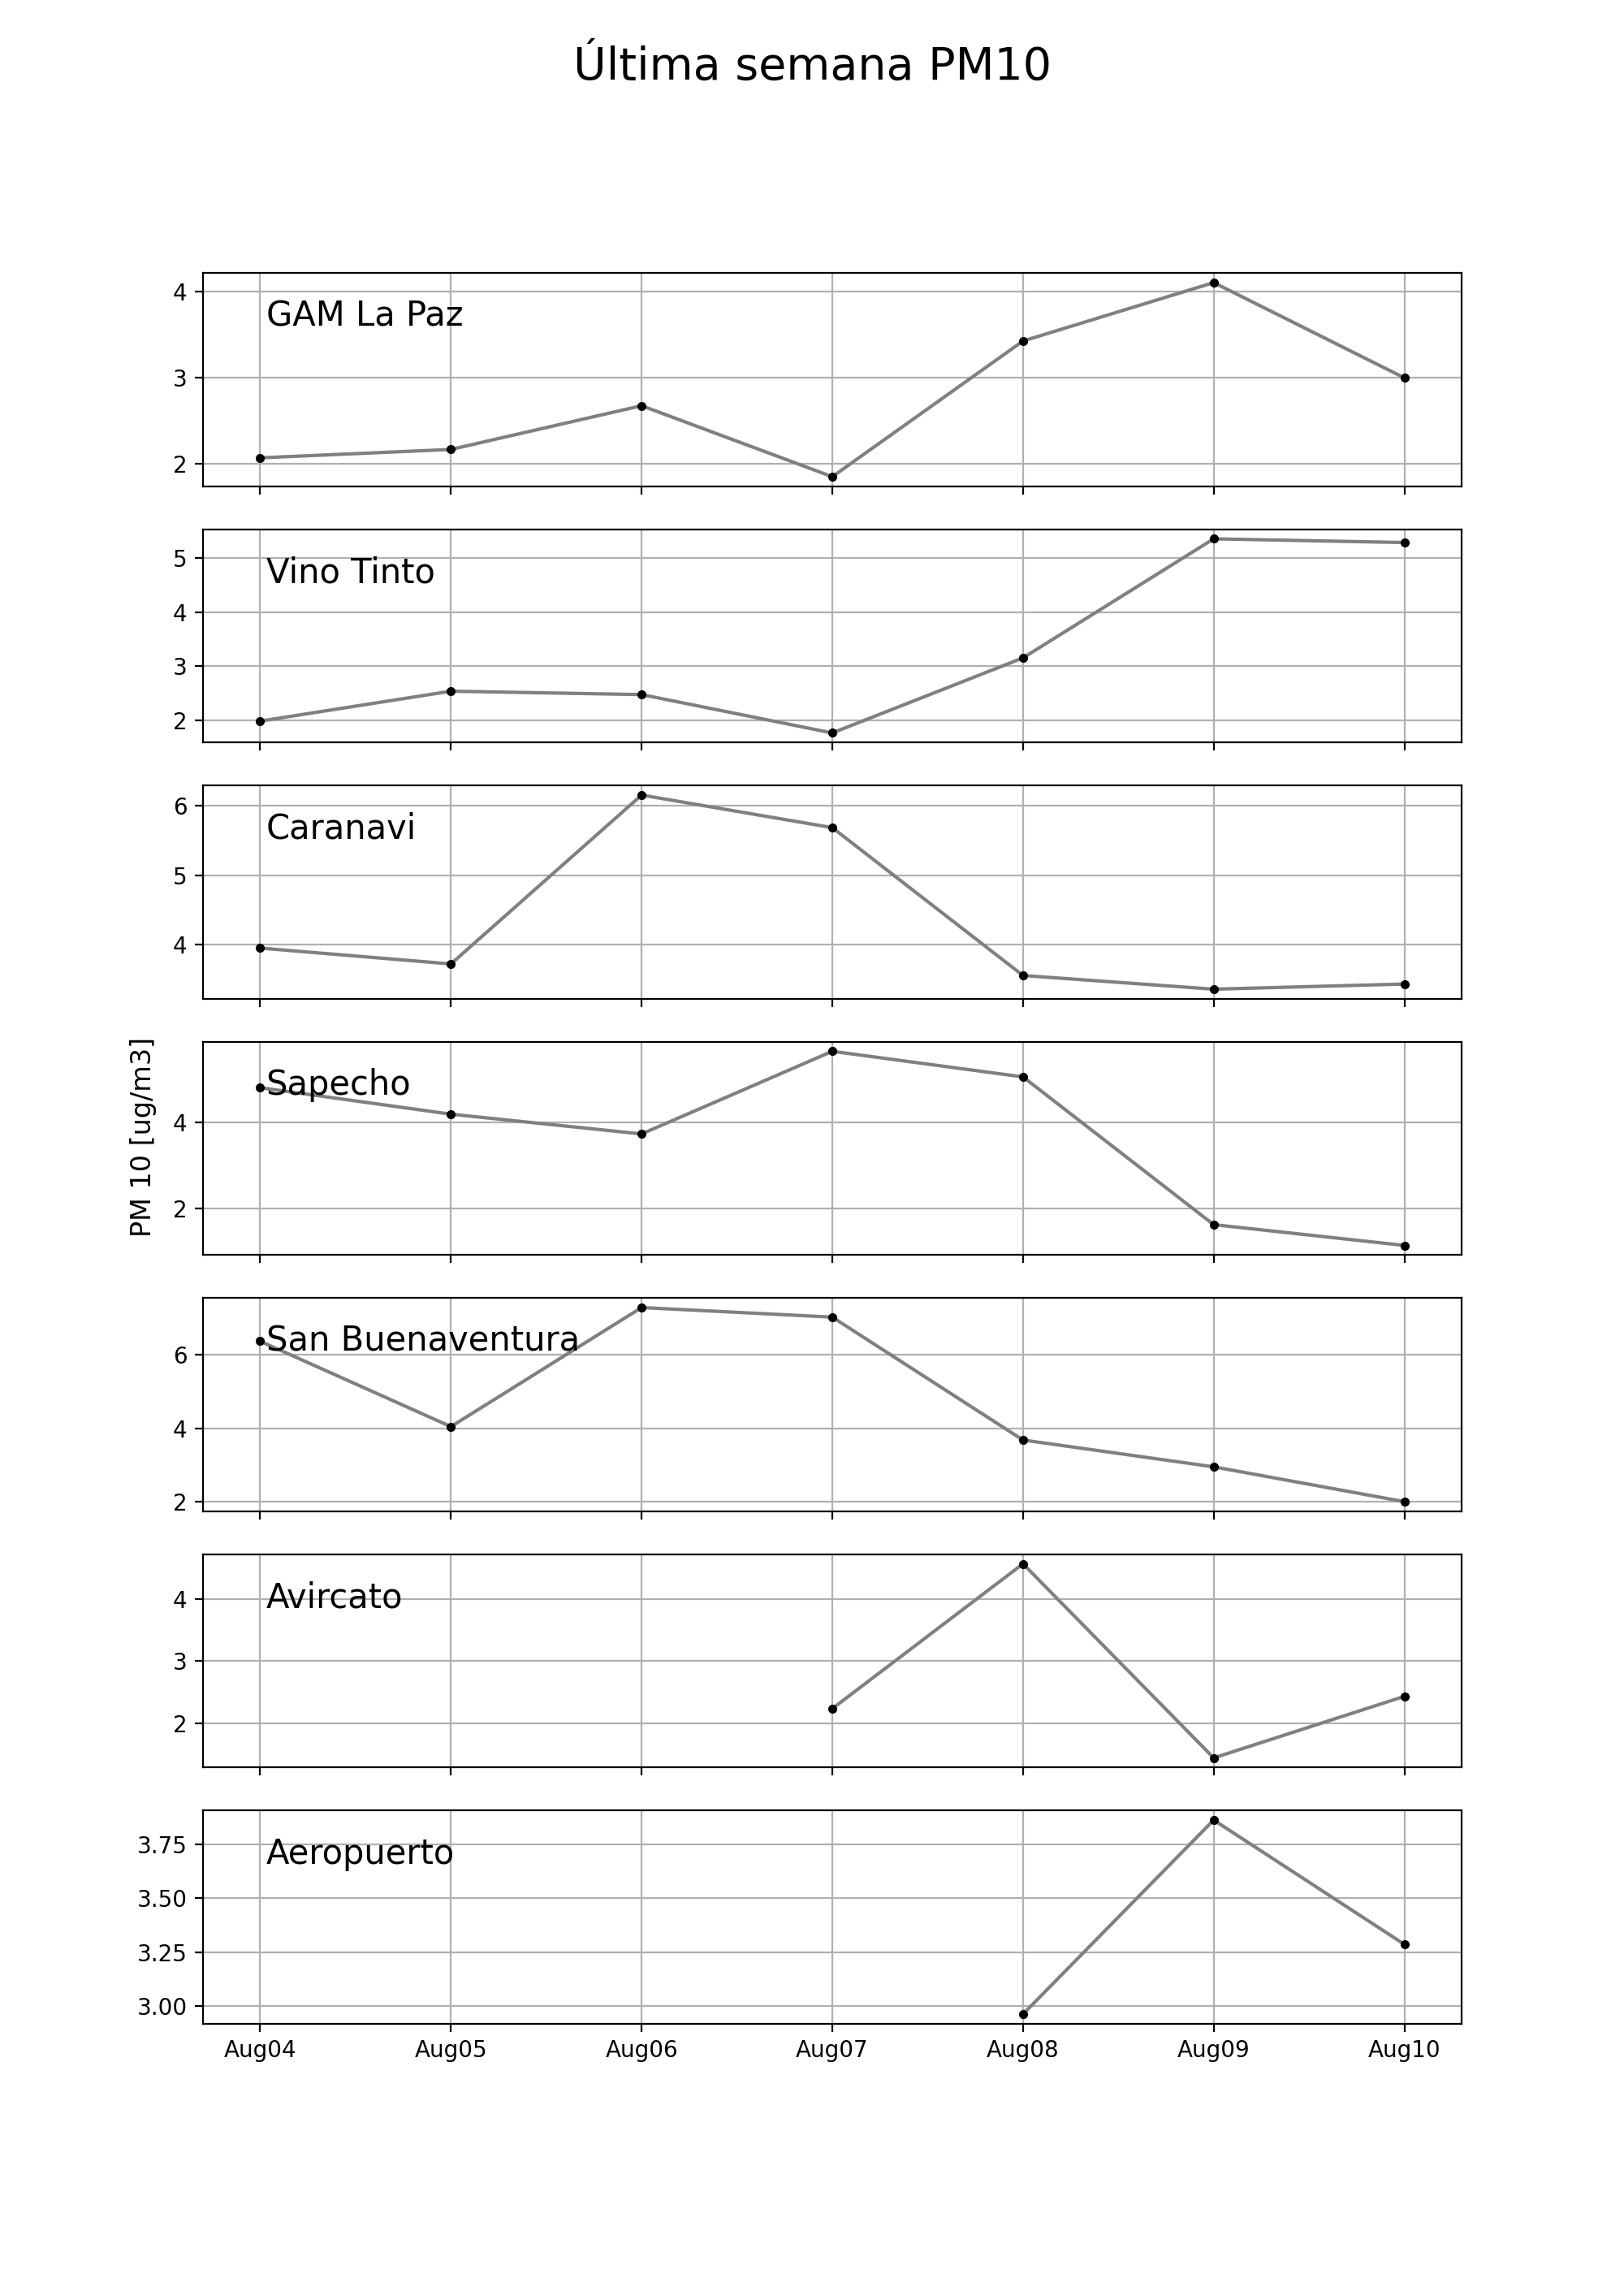 Última semana PM10
4
GAM La Paz
3
2
5
Vino Tinto
4
3
2
6
Caranavi
5
4
PM 10 [ug/m3]
Sapecho
4
2
San Buenaventura
6
4
2
Avircato
4
3
2
3.75
Aeropuerto
3.50
3.25
3.00
Aug04 Aug05 Aug06 Aug07 Aug08 Aug09 Aug10